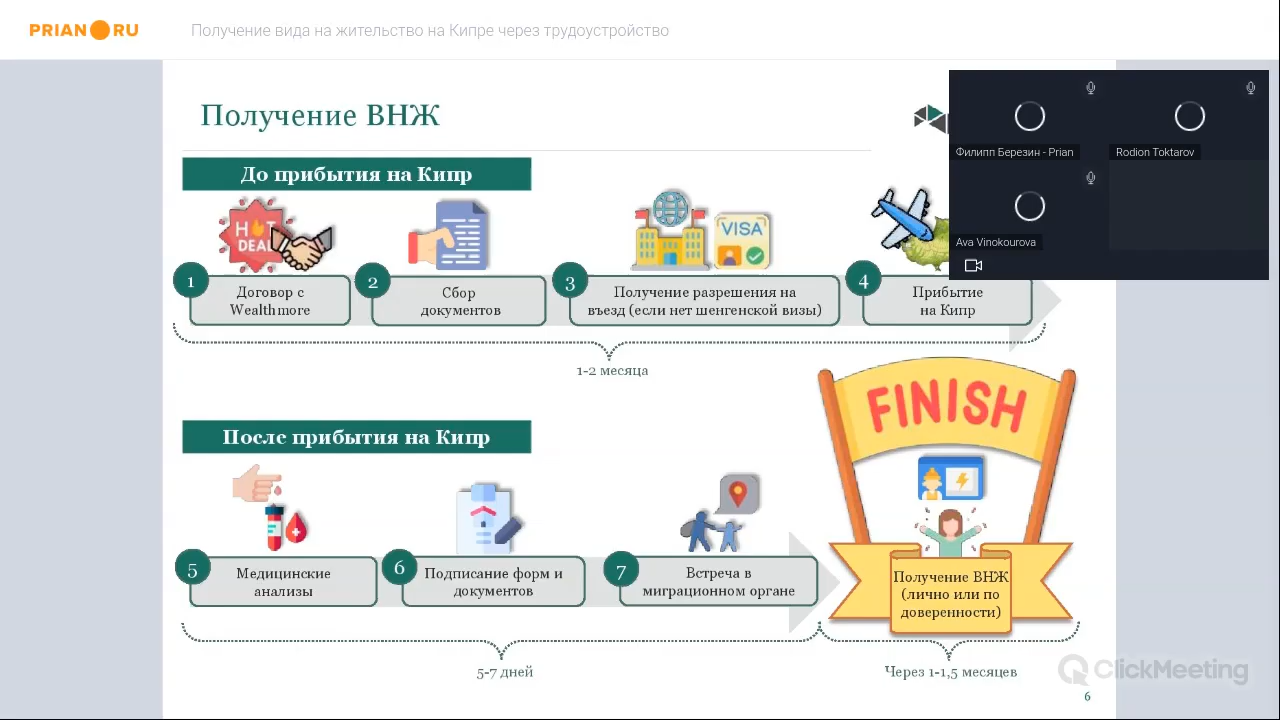 PRIAN RU
Получение вида на жительство на Кипре через трудоустройство
Получение ВНЖ
Филипп Березин - Prian
Rodion Toktarov
Ava Vinokourova
До прибытия на Кипр
HOT
DEAL
VISA
1
Договор с
Wealthmore
2
Сбор
документов
3
Получение разрешения на
въезд (если нет шенгенской визы)
4
Прибытие
на Кипр
1-2 месяца
FINISH
После прибытия на Кипр
5
Медицинские
анализы
6
Подписание форм и
документов
7
Встреча в
миграционном органе
Получение ВНЖ
(лично или по
доверенности)
5-7 дней
Через 1-1,5 месяцев
ClickMeeting
6